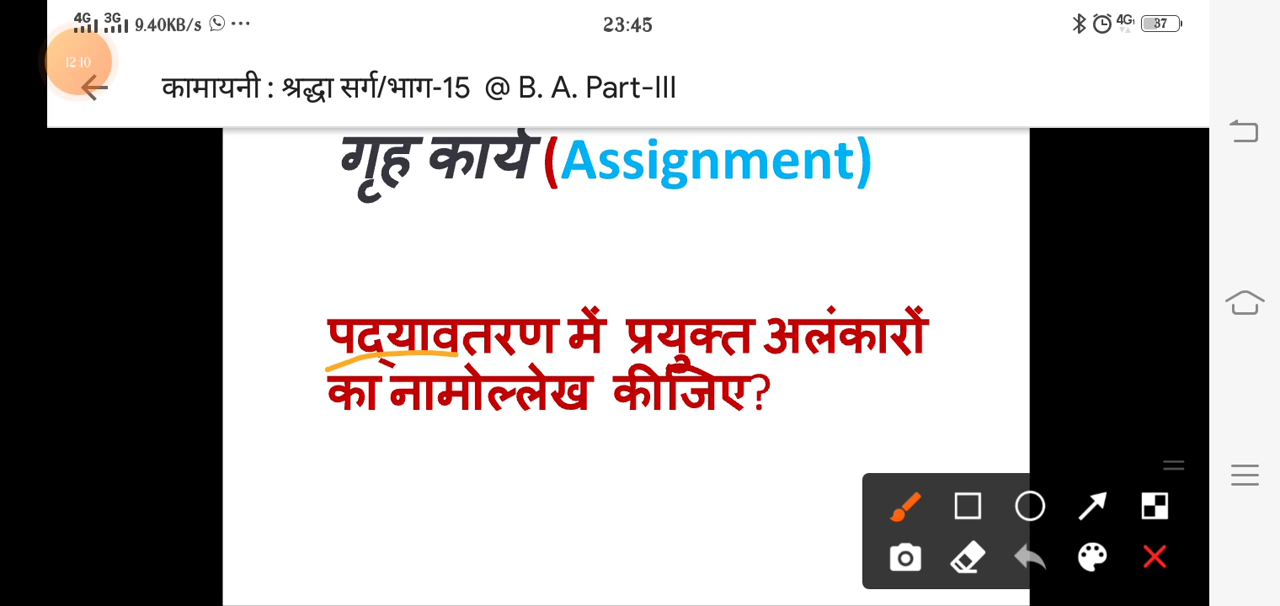 4G 3G 9.40KB/s 23:45 4G 37
12:10
कामायनी : श्रद्धा सर्ग/भाग-15 @ B. A. Part-III
गृह कार्य (Assignment)
पद्यावतरण में प्रयुक्त अलंकारों
का नामोल्लेख कीजिए?